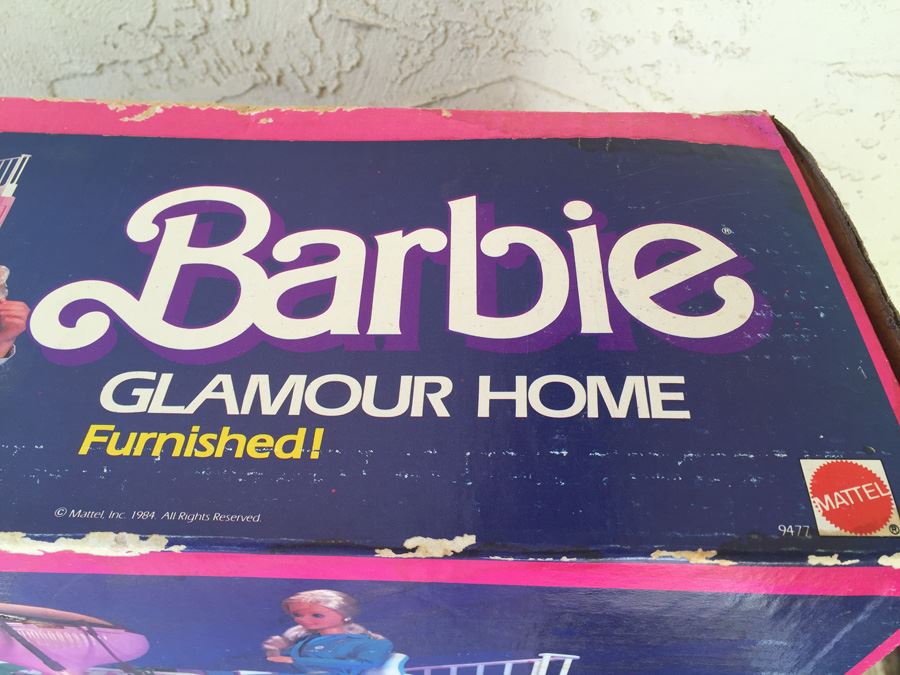 Barbie®
GLAMOUR HOME
Furnished!
© Mattel, Inc. 1984. All Rights Reserved.
9477
MATTEL®